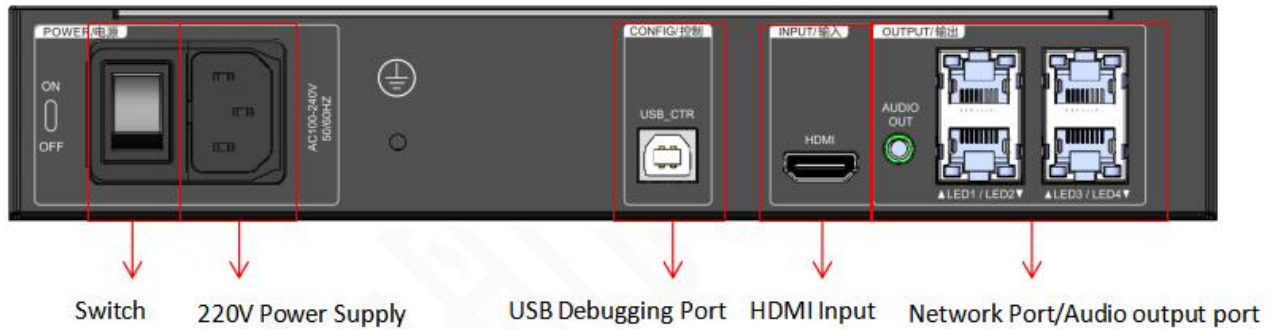 POWER/电源
CONFIG/控制
INPUT/输入
OUTPUT/输出
ON
OFF
AC100-240V
50/60HZ
USB_CTR
HDMI
AUDIO
OUT
▲LED1 / LED2▼
▲LED3 / LED4▼
Switch
220V Power Supply
USB Debugging Port
HDMI Input
Network Port/Audio output port